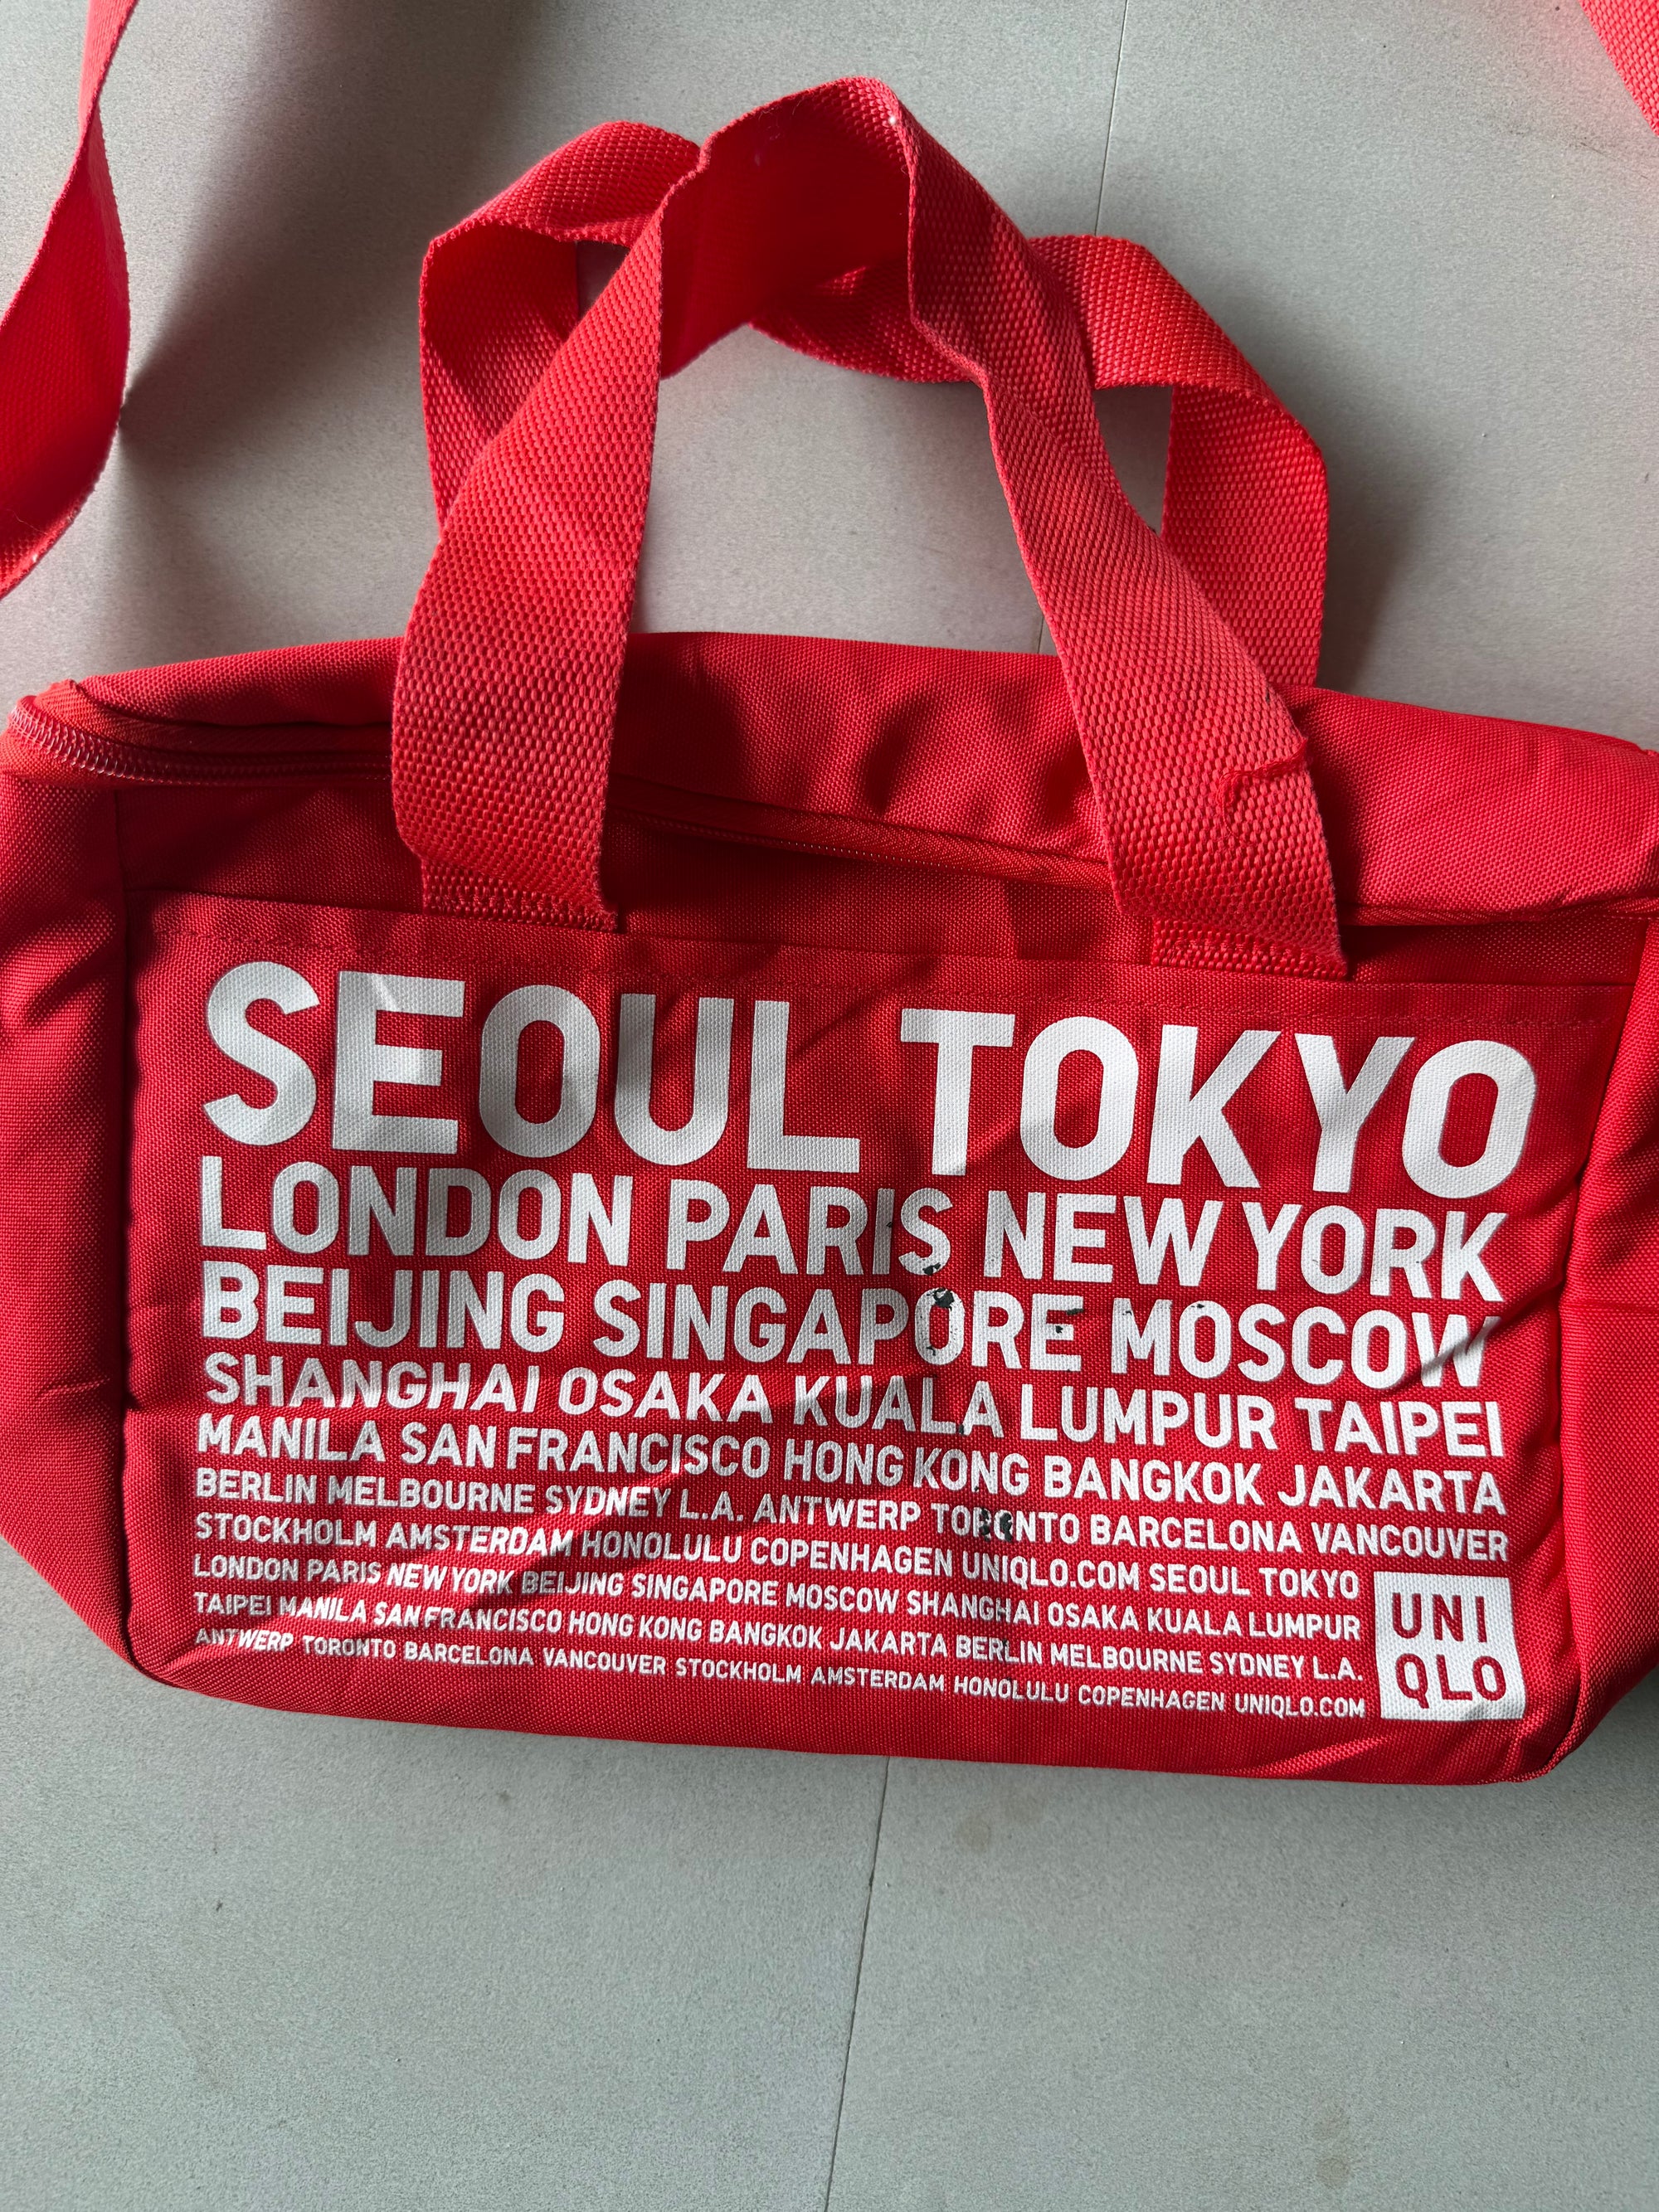 SEOUL TOKYO
LONDON PARIS NEW YORK
BEIJING SINGAPORE MOSCOW
SHANGHAI OSAKA KUALA LUMPUR TAIPEI
MANILA SAN FRANCISCO HONG KONG BANGKOK JAKARTA
BERLIN MELBOURNE SYDNEY L.A. ANTWERP TORONTO BARCELONA VANCOUVER
STOCKHOLM AMSTERDAM HONOLULU COPENHAGEN UNIQLO.COM SEOUL TOKYO
LONDON PARIS NEW YORK BEIJING SINGAPORE MOSCOW SHANGHAI OSAKA KUALA LUMPUR
TAIPEI MANILA SAN FRANCISCO HONG KONG BANGKOK JAKARTA BERLIN MELBOURNE SYDNEY L.A.
ANTWERP TORONTO BARCELONA VANCOUVER STOCKHOLM AMSTERDAM HONOLULU COPENHAGEN UNIQLO.COM
UNI
QLO